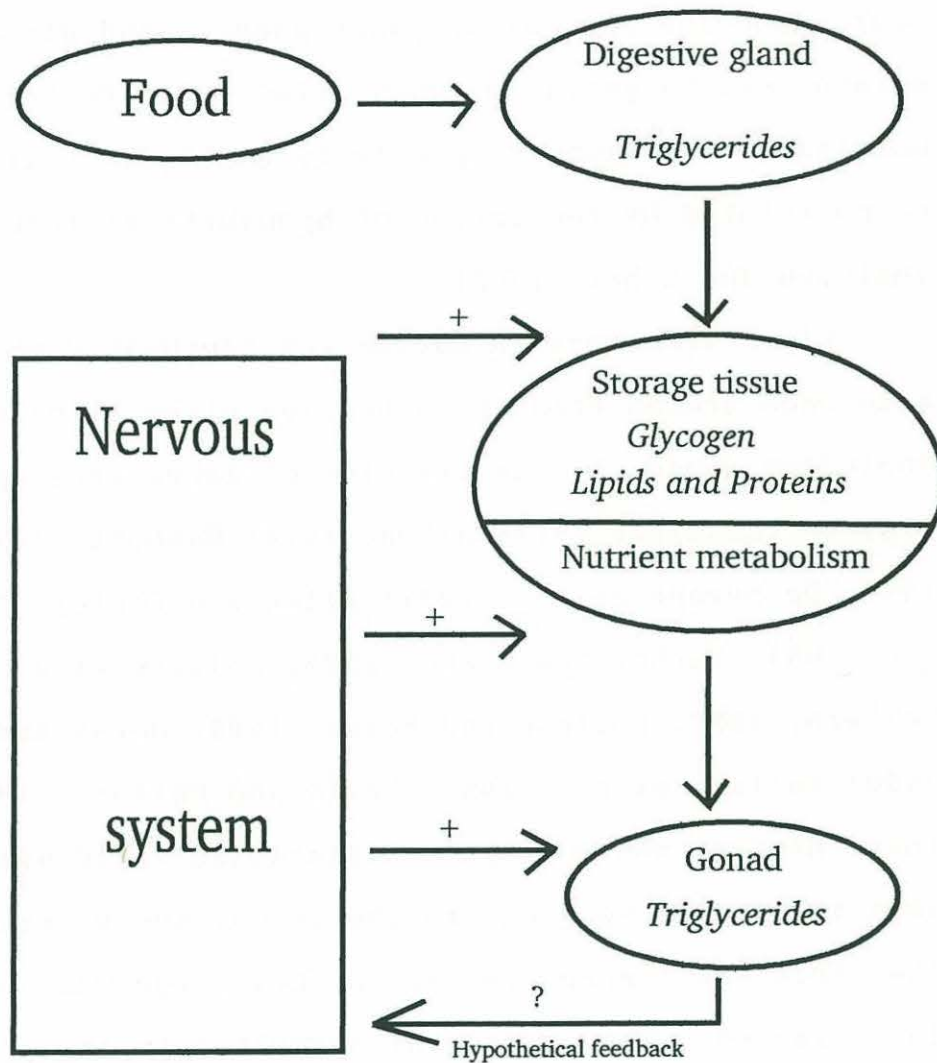 Food
Digestive gland
Triglycerides
+
Storage tissue
Glycogen
Lipids and Proteins
Nutrient metabolism
+
Nervous
system
+
Gonad
Triglycerides
?
Hypothetical feedback